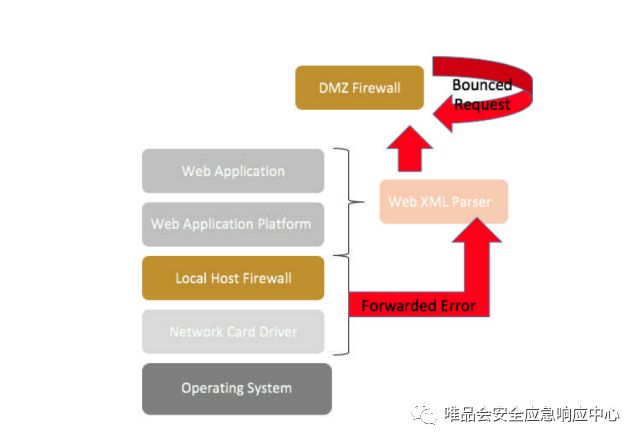 DMZ Firewall
Bounced
Request
Web Application
Web XML Parser
Web Application Platform
Local Host Firewall
Forwarded Error
Network Card Driver
Operating System
唯品会安全应急响应中心